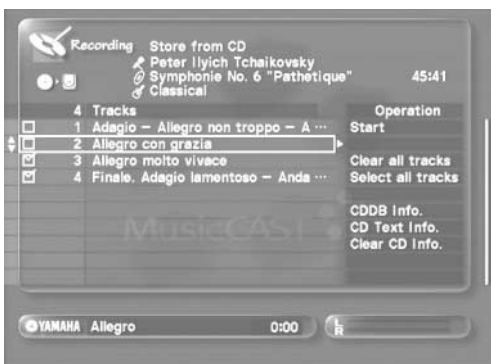 Recording Store from CD
Peter Ilyich Tchaikovsky
Symphonie No. 6 "Pathetique" 45:41
Classical
4 Tracks Operation
1 Adagio – Allegro non troppo – A ··· Start
2 Allegro con grazia
3 Allegro molto vivace Clear all tracks
4 Finale. Adagio lamentoso – Anda ··· Select all tracks
CDDB Info.
CD Text Info.
MusicCAST
Clear CD Info.
YAMAHA Allegro 0:00 L
R